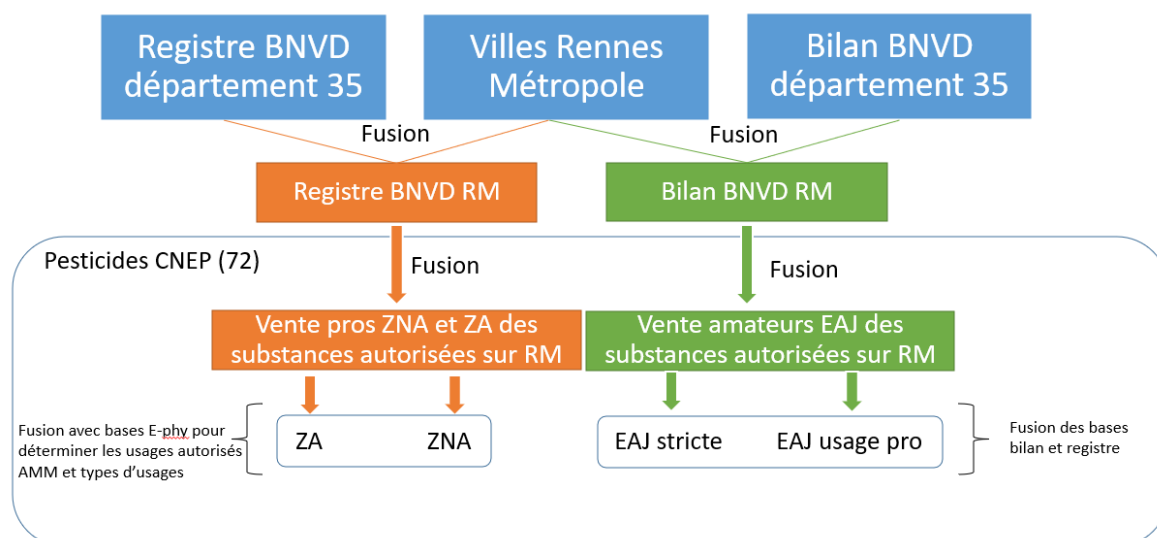 Registre BNVD
département 35
Villes Rennes
Métropole
Bilan BNVD
département 35
Fusion
Fusion
Registre BNVD RM
Bilan BNVD RM
Pesticides CNEP (72)
Fusion
Fusion
Vente pros ZNA et ZA des
substances autorisées sur RM
Vente amateurs EAJ des
substances autorisées sur RM
Fusion avec bases E-phy pour
déterminer les usages autorisés
AMM et types d'usages
ZA
ZNA
EAJ stricte
EAJ usage pro
Fusion des bases
bilan et registre